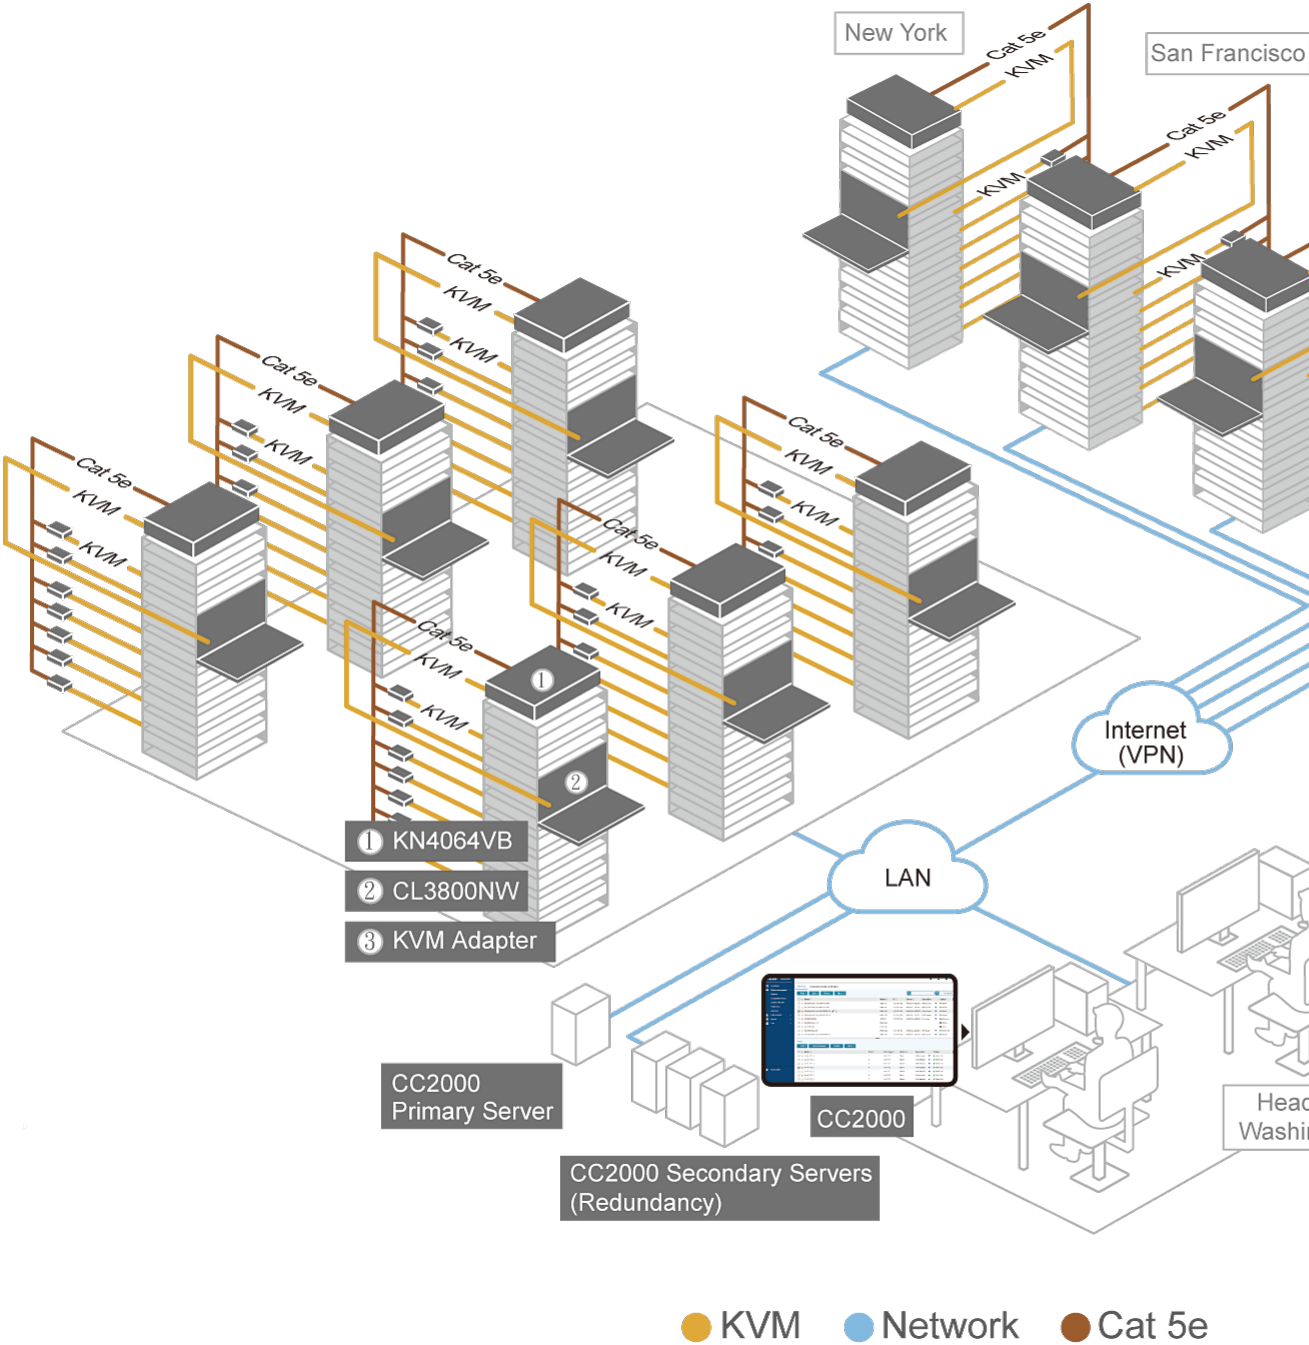 New York
San Francisco
Cat 5e
KVM
KVM
Cat 5e
KVM
KVM
Cat 5e
KVM
KVM
Cat 5e
KVM
KVM
Cat 5e
KVM
KVM
Cat 5e
KVM
KVM
Cat 5e
KVM
KVM
Cat 5e
KVM
KVM
①
②
Internet
(VPN)
LAN
① KN4064VB
② CL3800NW
③ KVM Adapter
CC2000
Primary Server
CC2000
CC2000 Secondary Servers
(Redundancy)
Head
Washin
KVM
Network
Cat 5e